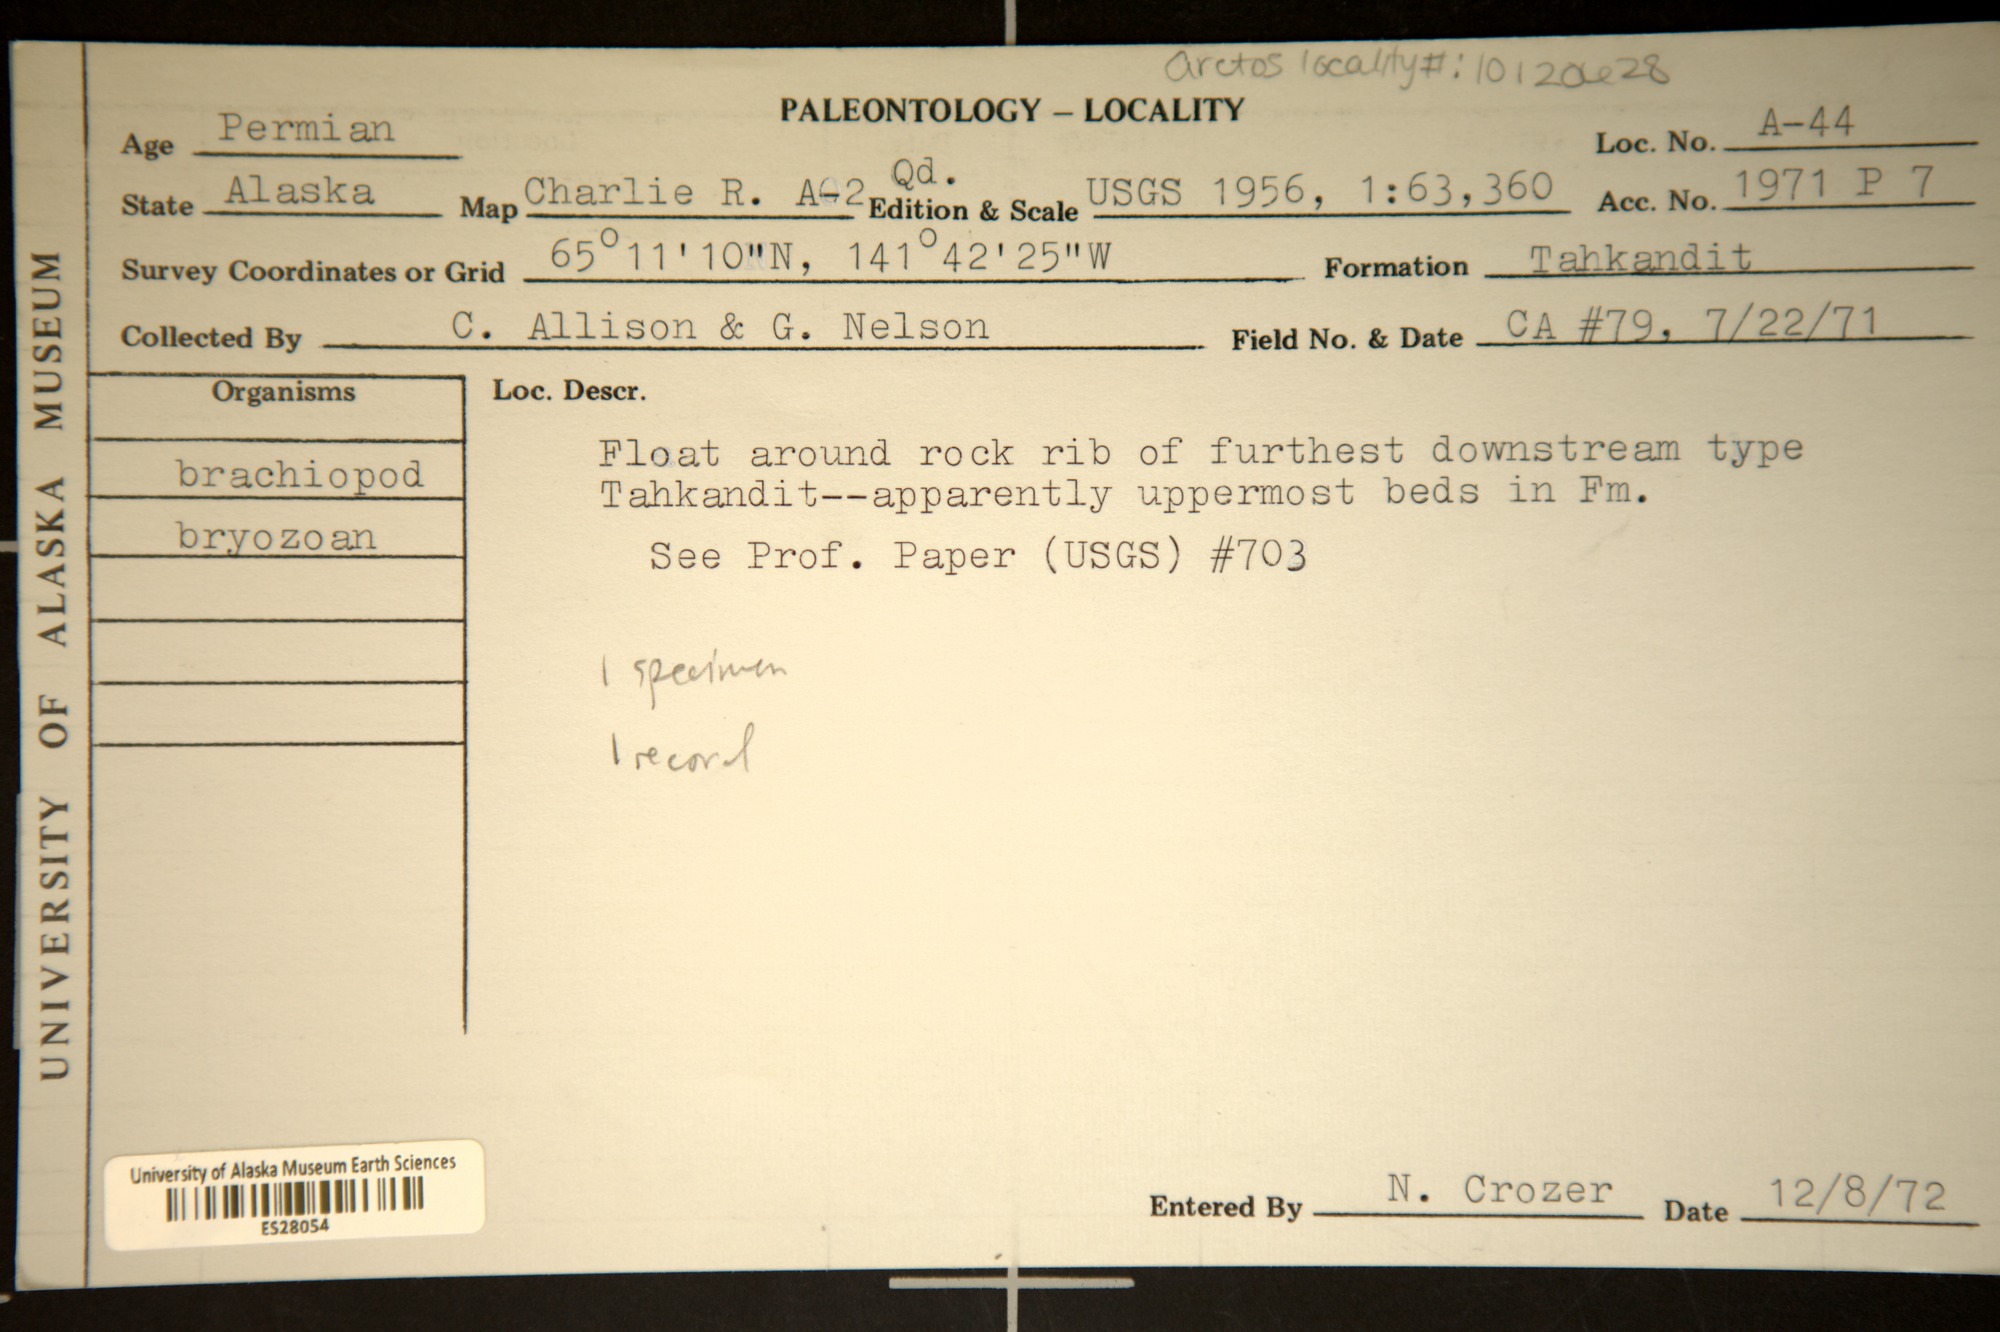 Arctos locality#:
PALEONTOLOGY – LOCALITY
Age Permian
Loc. No. A-44
State Alaska Map Charlie R. A-2 Qd. Edition & Scale USGS 1956, 1:63,360 Acc. No. 1971 P 7
Survey Coordinates or Grid 65°11'10"N, 141°42'25"W Formation Tahkandit
Collected By C. Allison & G. Nelson Field No. & Date CA #79, 7/22/71
Organisms
brachiopod
bryozoan
Loc. Descr.
Float around rock rib of furthest downstream type
Tahkandit--apparently uppermost beds in Fm.
See Prof. Paper (USGS) #703
1 specimen
1 record
UNIVERSITY OF ALASKA MUSEUM
University of Alaska Museum Earth Sciences
ES28054
Entered By N. Crozer Date 12/8/72